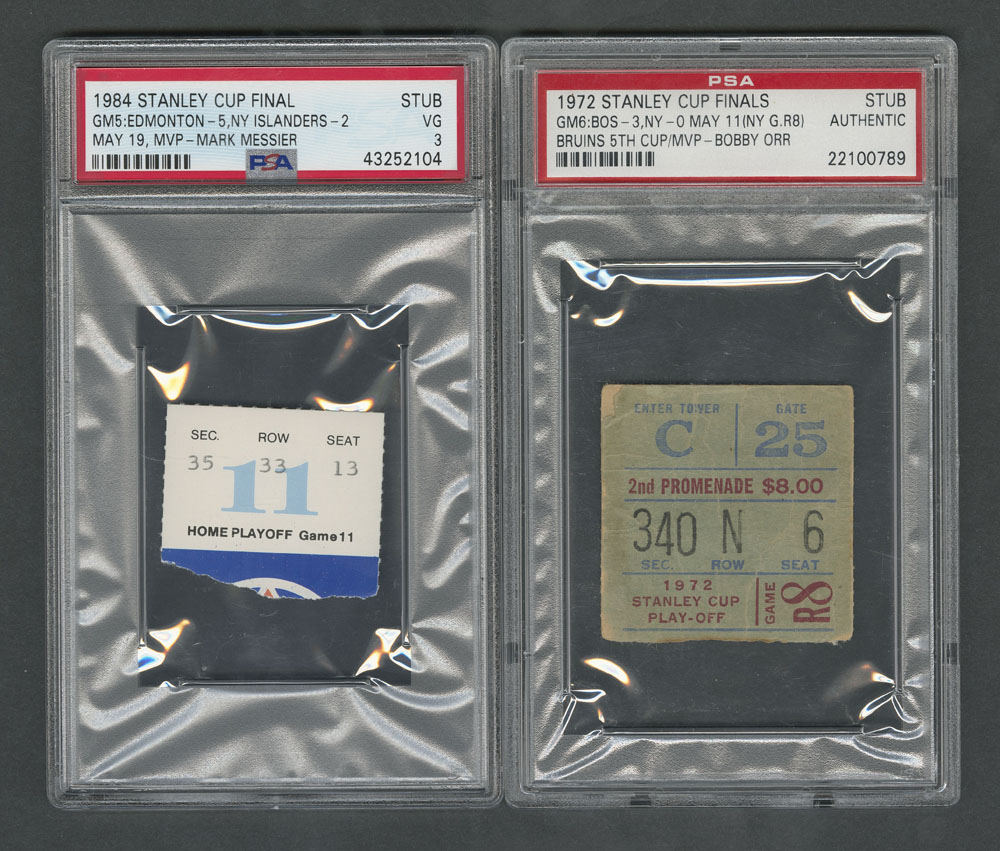 1984 STANLEY CUP FINAL STUB
GM5:EDMONTON-5,NY ISLANDERS-2 VG
MAY 19, MVP-MARK MESSIER 3
PSA 43252104
SEC. ROW SEAT
35 33 13
11
HOME PLAYOFF Game 11
PSA
1972 STANLEY CUP FINALS STUB
GM6:BOS-3,NY-0 MAY 11(NY G.R8) AUTHENTIC
BRUINS 5TH CUP/MVP-BOBBY ORR
22100789
ENTER TOWER GATE
C 25
2nd PROMENADE $8.00
340 N 6
SEC. ROW SEAT
1972
STANLEY CUP
PLAY-OFF
GAME
R8